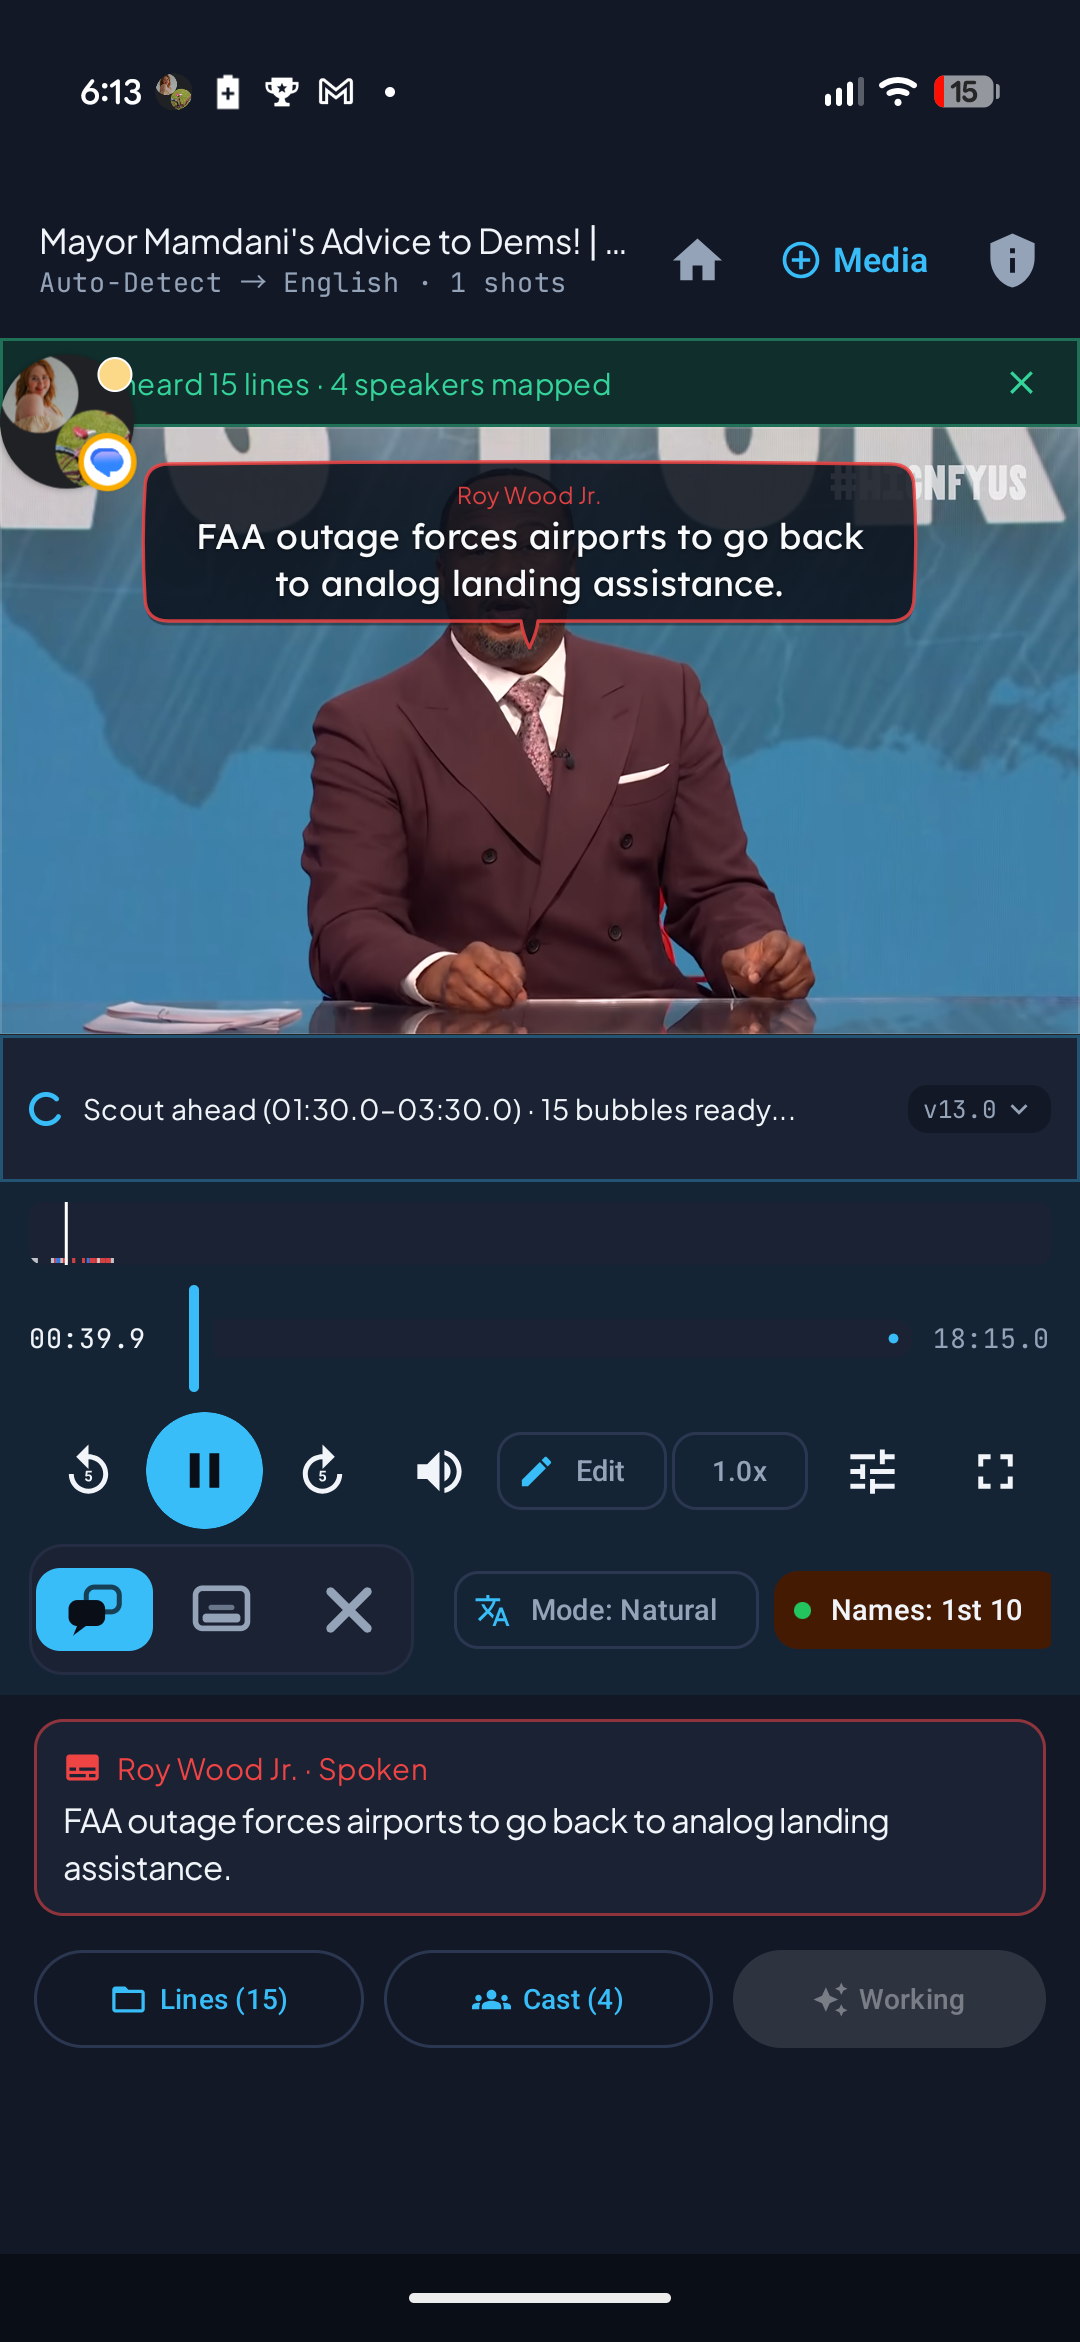 6:13
15
Mayor Mamdani's Advice to Dems! | ...
Auto-Detect → English · 1 shots
Media
heard 15 lines · 4 speakers mapped
Roy Wood Jr.
FAA outage forces airports to go back
to analog landing assistance.
Scout ahead (01:30.0–03:30.0) · 15 bubbles ready...
v13.0
00:39.9
18:15.0
5
5
Edit
1.0x
Mode: Natural
Names: 1st 10
Roy Wood Jr. · Spoken
FAA outage forces airports to go back to analog landing
assistance.
Lines (15)
Cast (4)
Working